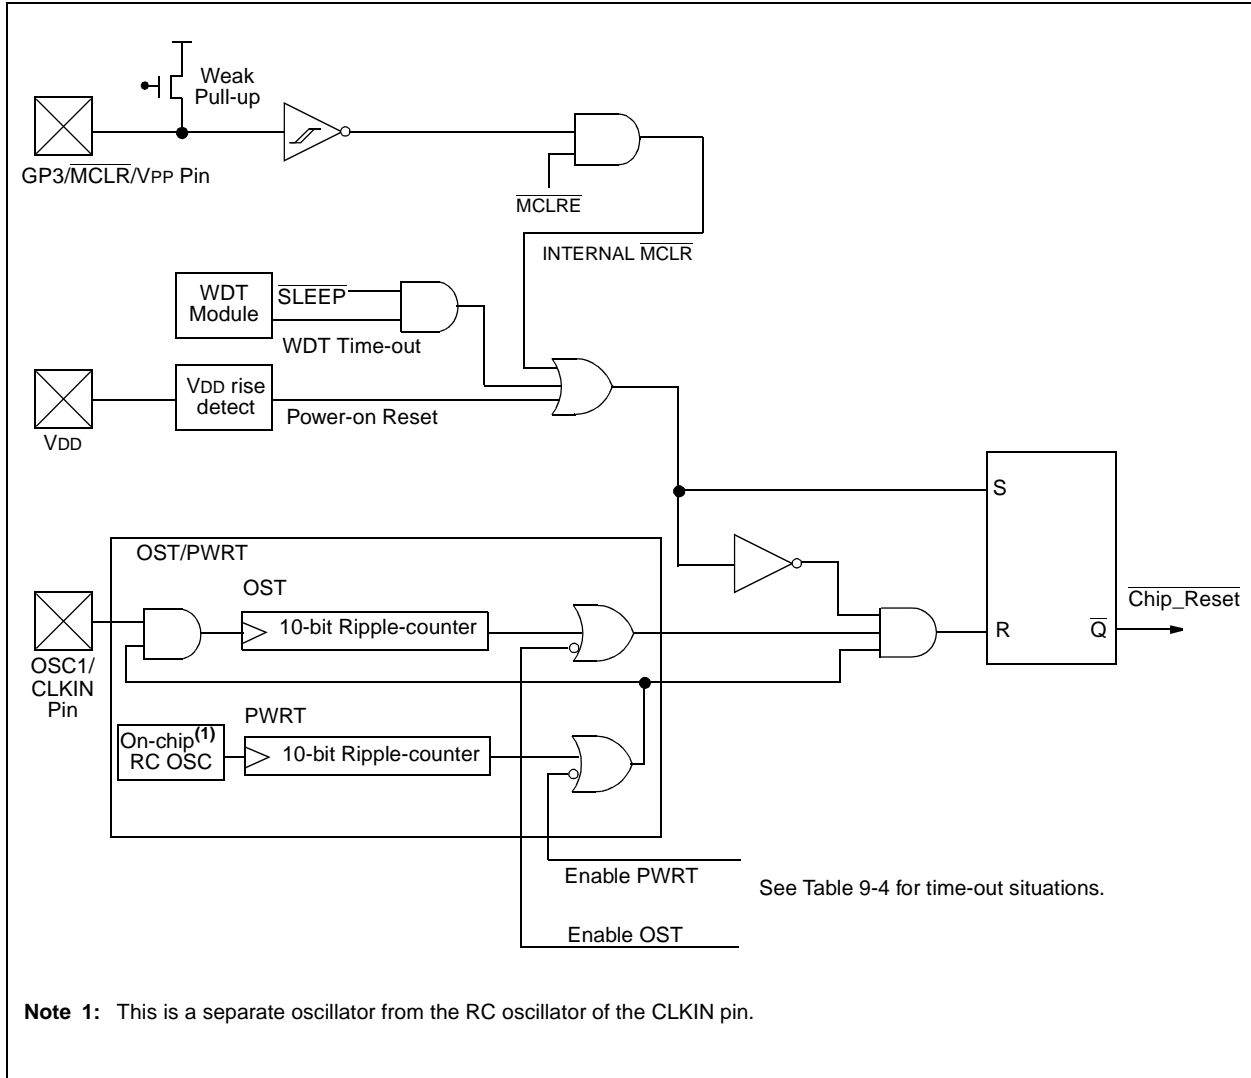 Weak
Pull-up
GP3/MCLR/VPP Pin
MCLRE
INTERNAL MCLR
WDT
Module
SLEEP
WDT Time-out
VDD rise
detect
Power-on Reset
VDD
S
OST/PWRT
OST
10-bit Ripple-counter
Chip_Reset
R
Q
OSC1/
CLKIN
Pin
PWRT
On-chip(1)
RC OSC
10-bit Ripple-counter
Enable PWRT
See Table 9-4 for time-out situations.
Enable OST
Note 1: This is a separate oscillator from the RC oscillator of the CLKIN pin.